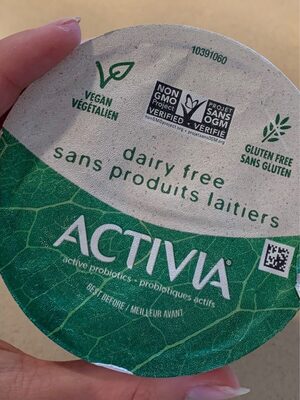 10391060
VEGAN
VÉGÉTALIEN
NON
GMO
Project
VERIFIED
PROJET
SANS
OGM
VÉRIFIÉ
GLUTEN FREE
SANS GLUTEN
dairy free
sans produits laitiers
ACTIVIA®
active probiotics • probiotiques actifs
BEST BEFORE / MEILLEUR AVANT